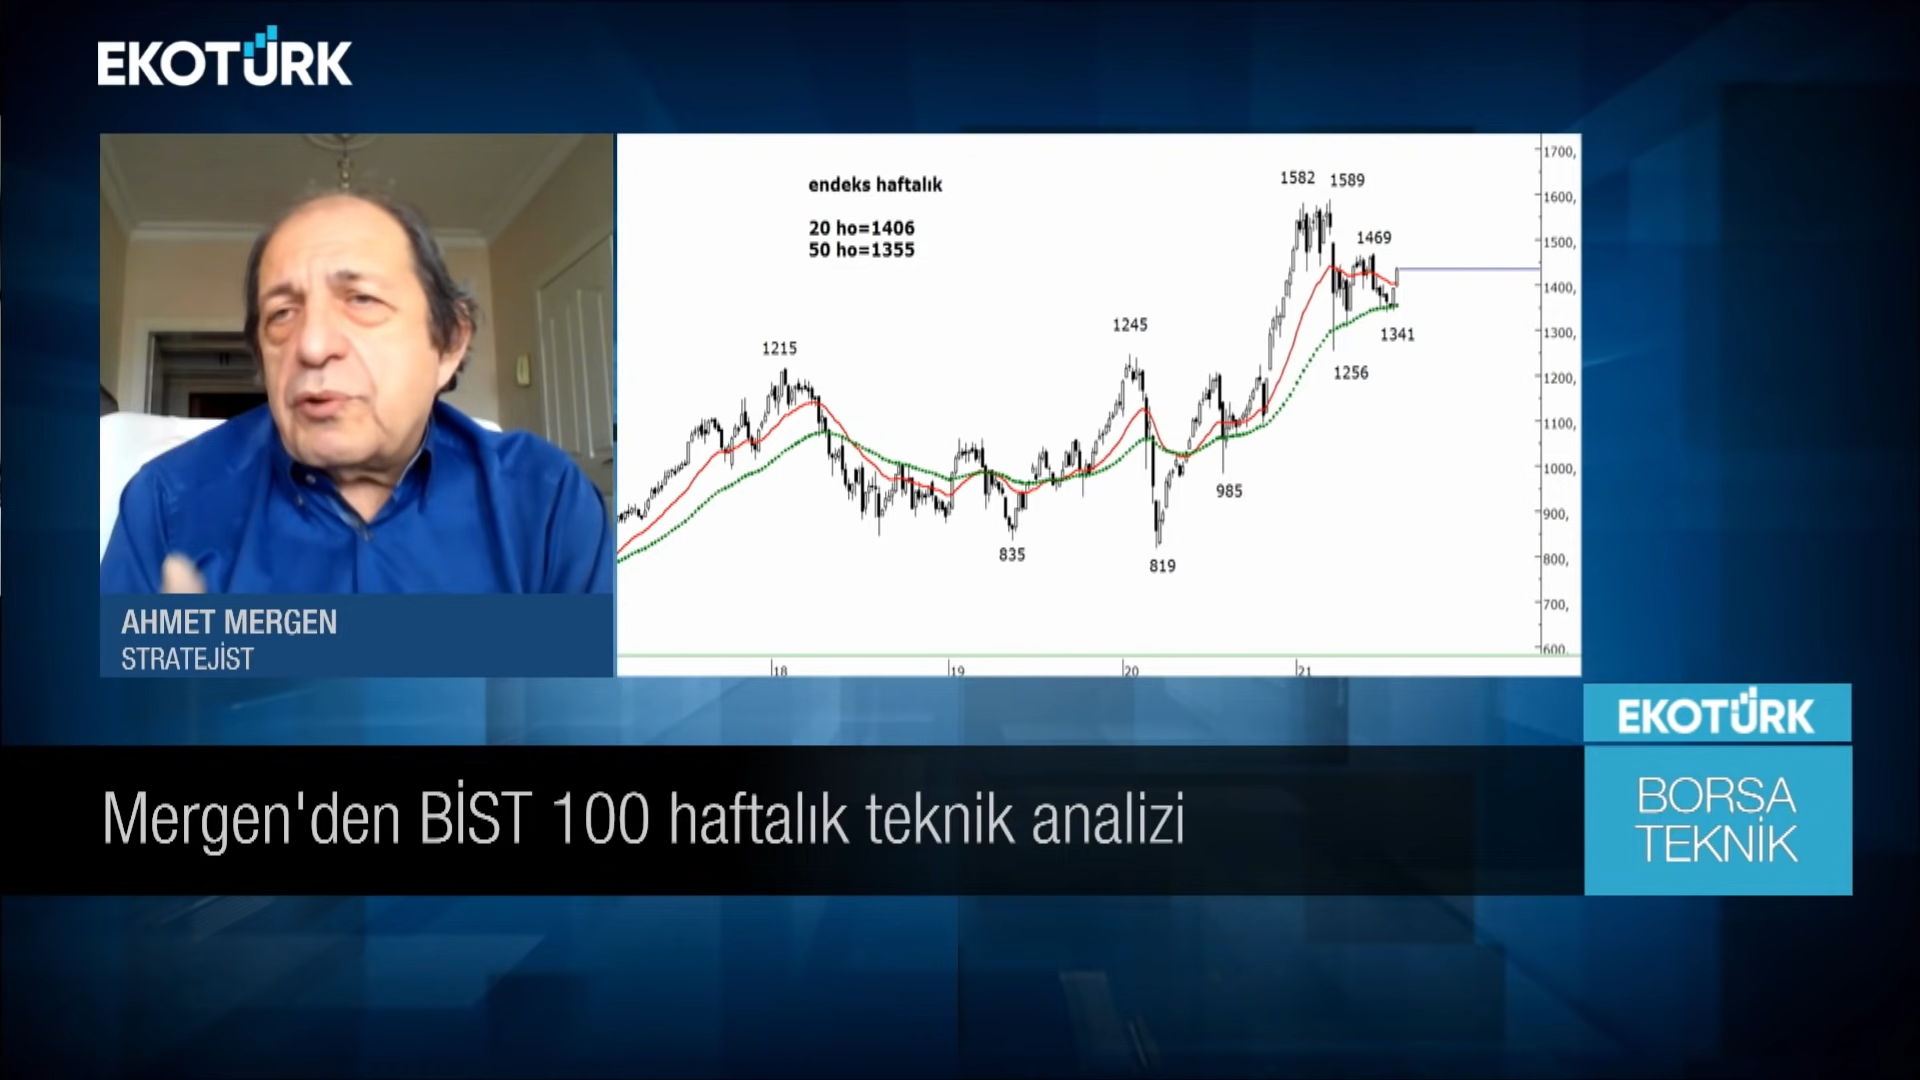 EKOTÜRK
endeks haftalık
20 ho=1406
50 ho=1355
1215
835
1245
819
985
1582
1589
1469
1256
1341
1700,
1600,
1500,
1400,
1300,
1200,
1100,
1000,
900,
800,
700,
600,
18
19
20
21
AHMET MERGEN
STRATEJİST
EKOTÜRK
Mergen'den BİST 100 haftalık teknik analizi
BORSA
TEKNİK